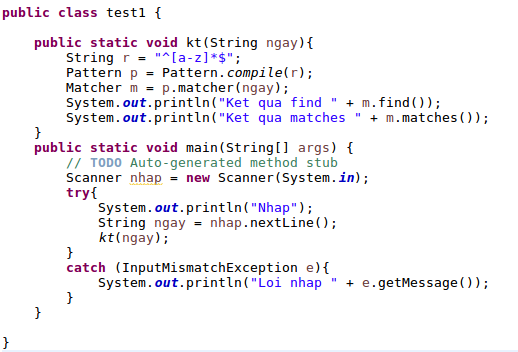 public class test1 {
public static void kt(String ngay){
String r = "^[a-z]*$";
Pattern p = Pattern.compile(r);
Matcher m = p.matcher(ngay);
System.out.println("Ket qua find " + m.find());
System.out.println("Ket qua matches " + m.matches());
}
public static void main(String[] args) {
// TODO Auto-generated method stub
Scanner nhap = new Scanner(System.in);
try{
System.out.println("Nhap");
String ngay = nhap.nextLine();
kt(ngay);
}
catch (InputMismatchException e){
System.out.println("Loi nhap " + e.getMessage());
}
}
}